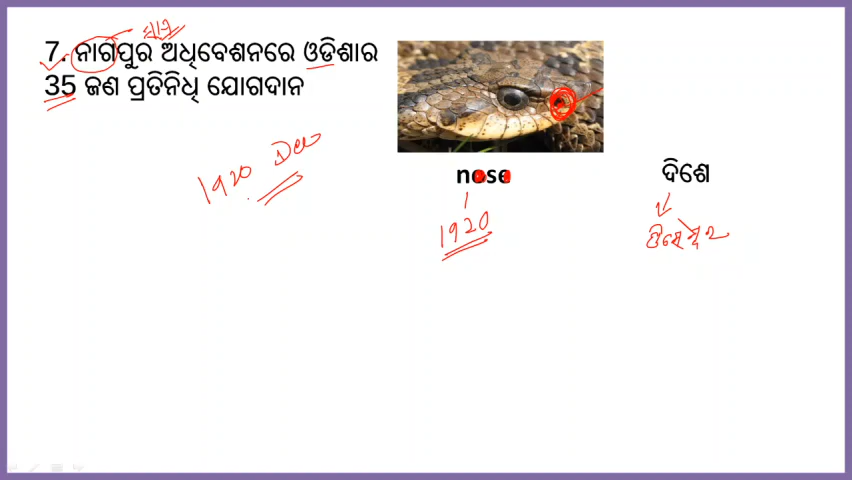 ସାପ
7. ନାଗପୁର ଅଧିବେଶନରେ ଓଡିଶାର
35 ଜଣ ପ୍ରତିନିଧି ଯୋଗଦାନ
1920 Dec
nose
ଦିଶେ
1920
ଡିସେମ୍ବର